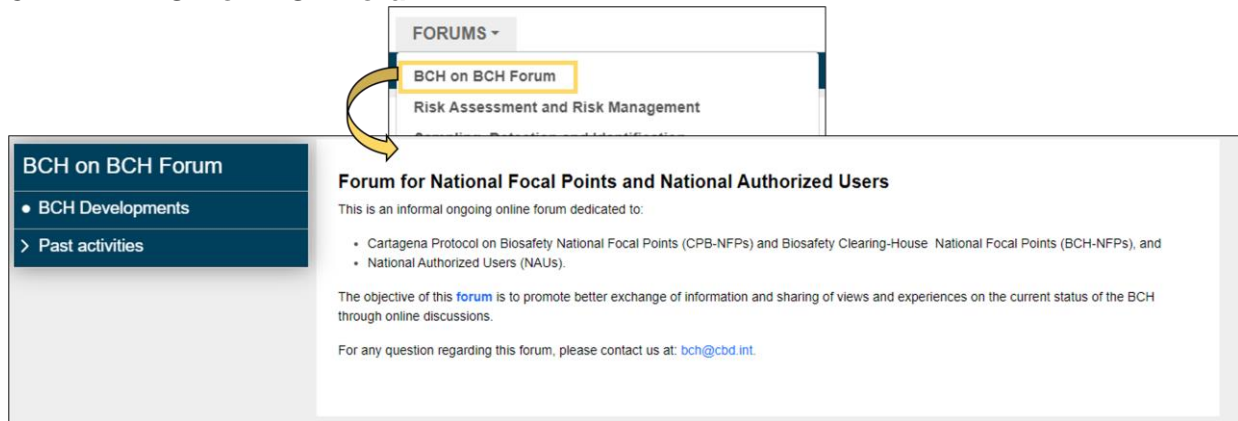 FORUMS
BCH on BCH Forum
Risk Assessment and Risk Management
BCH on BCH Forum
• BCH Developments
> Past activities
Forum for National Focal Points and National Authorized Users
This is an informal ongoing online forum dedicated to:
• Cartagena Protocol on Biosafety National Focal Points (CPB-NFPs) and Biosafety Clearing-House National Focal Points (BCH-NFPs), and
• National Authorized Users (NAUs).
The objective of this forum is to promote better exchange of information and sharing of views and experiences on the current status of the BCH
through online discussions.
For any question regarding this forum, please contact us at: bch@cbd.int.